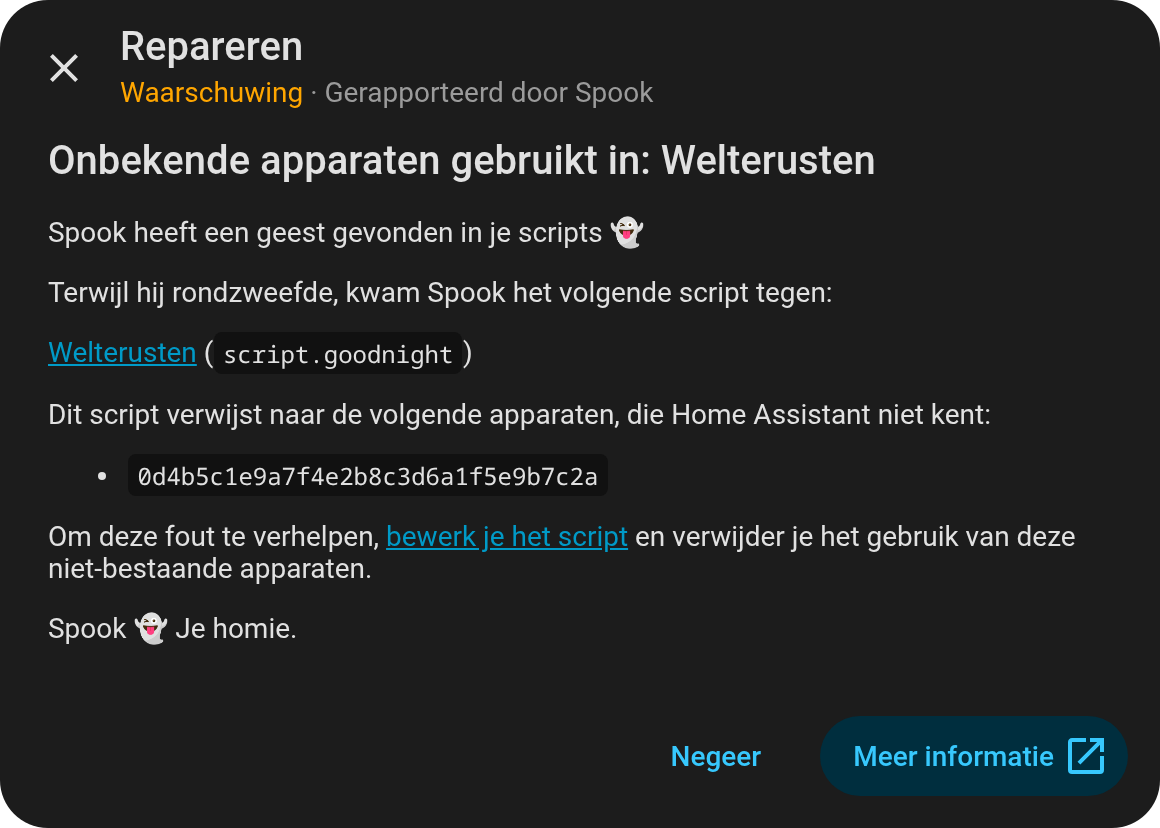 Repareren
Waarschuwing · Gerapporteerd door Spook
Onbekende apparaten gebruikt in: Welterusten
Spook heeft een geest gevonden in je scripts 👻
Terwijl hij rondzweefde, kwam Spook het volgende script tegen:
Welterusten (script.goodnight)
Dit script verwijst naar de volgende apparaten, die Home Assistant niet kent:
• 0d4b5c1e9a7f4e2b8c3d6a1f5e9b7c2a
Om deze fout te verhelpen, bewerk je het script en verwijder je het gebruik van deze
niet-bestaande apparaten.
Spook 👻 Je homie.
Negeer
Meer informatie